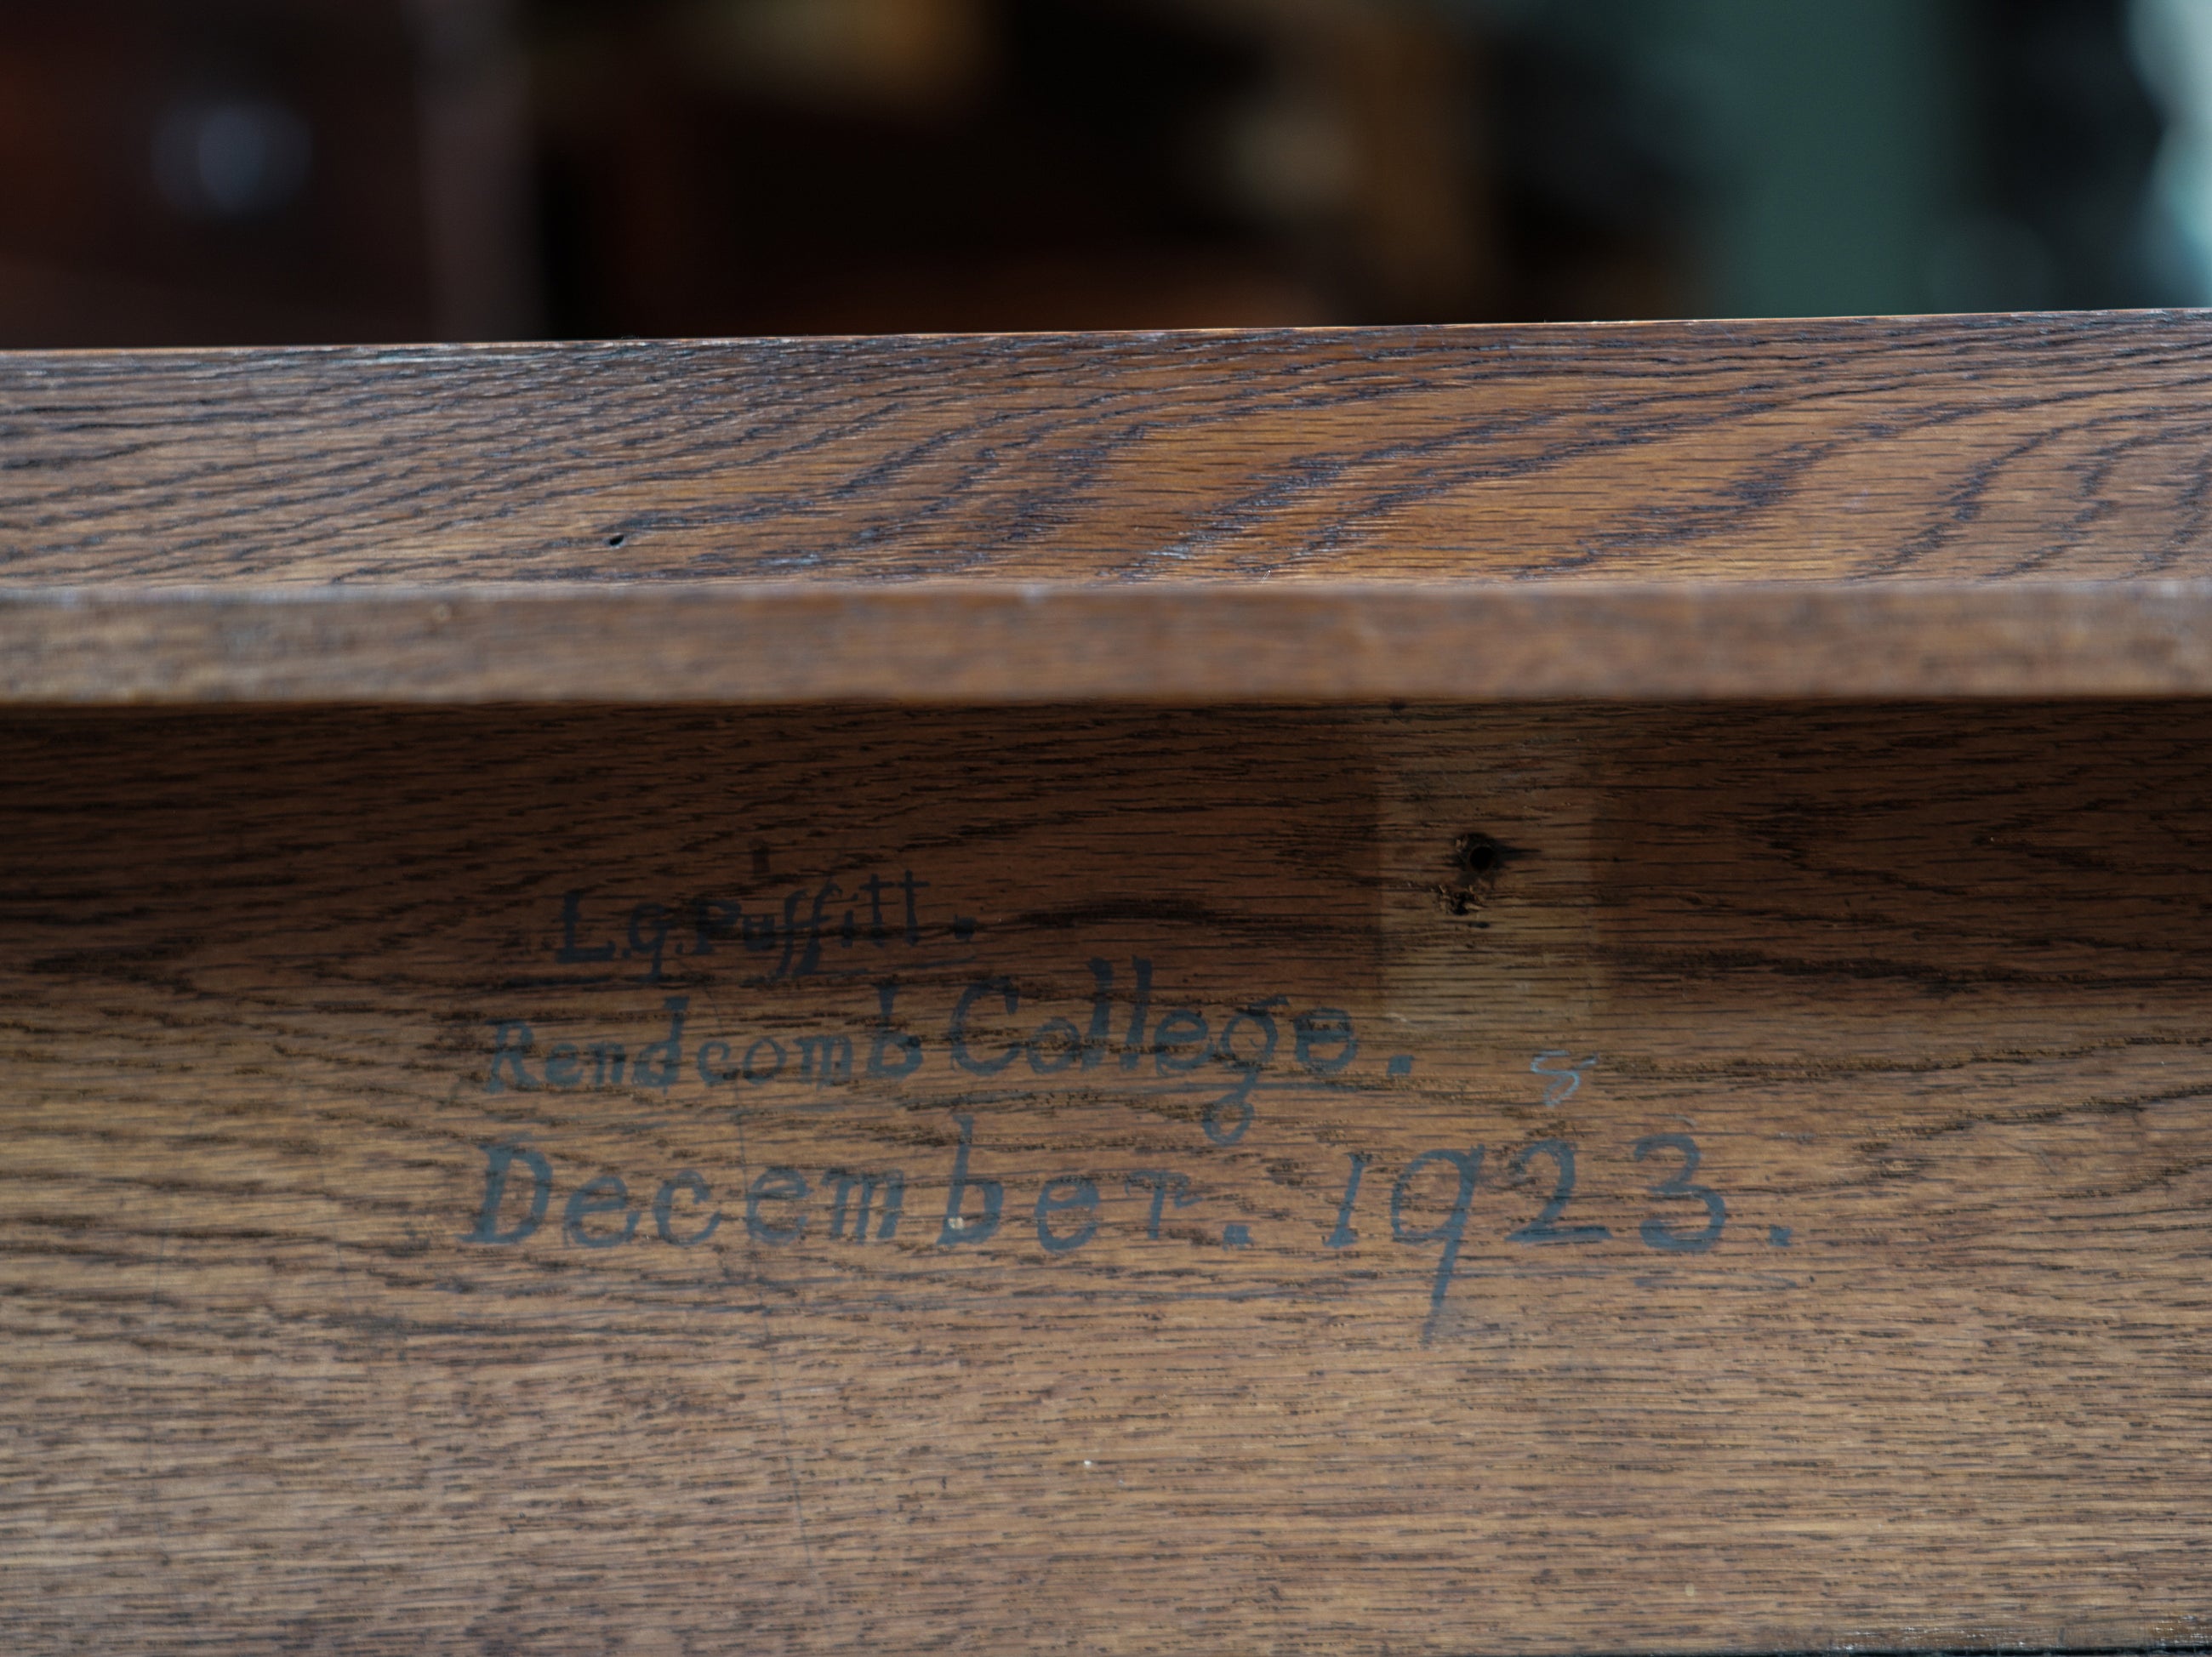 L.G. Puffitt.
Rendcomb College.
December. 1923.